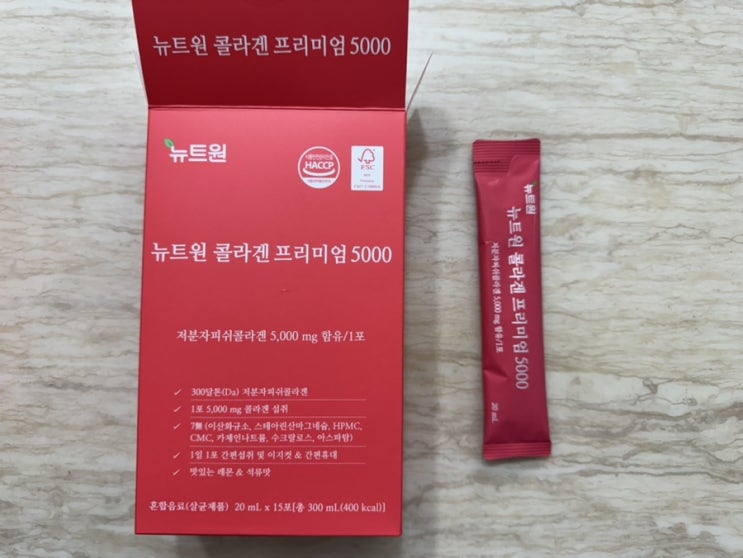 뉴트원 콜라겐 프리미엄 5000
뉴트원
HACCP
FSC
뉴트원 콜라겐 프리미엄 5000
저분자피쉬콜라겐 5,000 mg 함유/1포
✓ 300달톤(Da) 저분자피쉬콜라겐
✓ 1포 5,000 mg 콜라겐 섭취
✓ 7無 (이산화규소, 스테아린산마그네슘, HPMC,
CMC, 카제인나트륨, 수크랄로스, 아스파탐)
✓ 1일 1포 간편섭취 및 이지컷 & 간편휴대
✓ 맛있는 레몬 & 석류맛
혼합음료(살균제품) 20 mL x 15포[총 300 mL(400 kcal)]
뉴트원
뉴트원 콜라겐 프리미엄 5000
저분자피쉬콜라겐 5,000 mg 함유/1포
20 mL